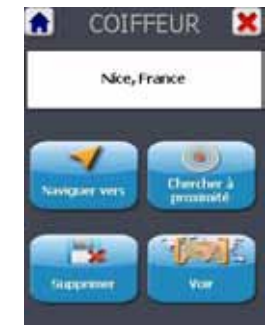 COIFFEUR
Nice, France
Naviguer vers
Chercher à
proximité
Supprimer
Voir